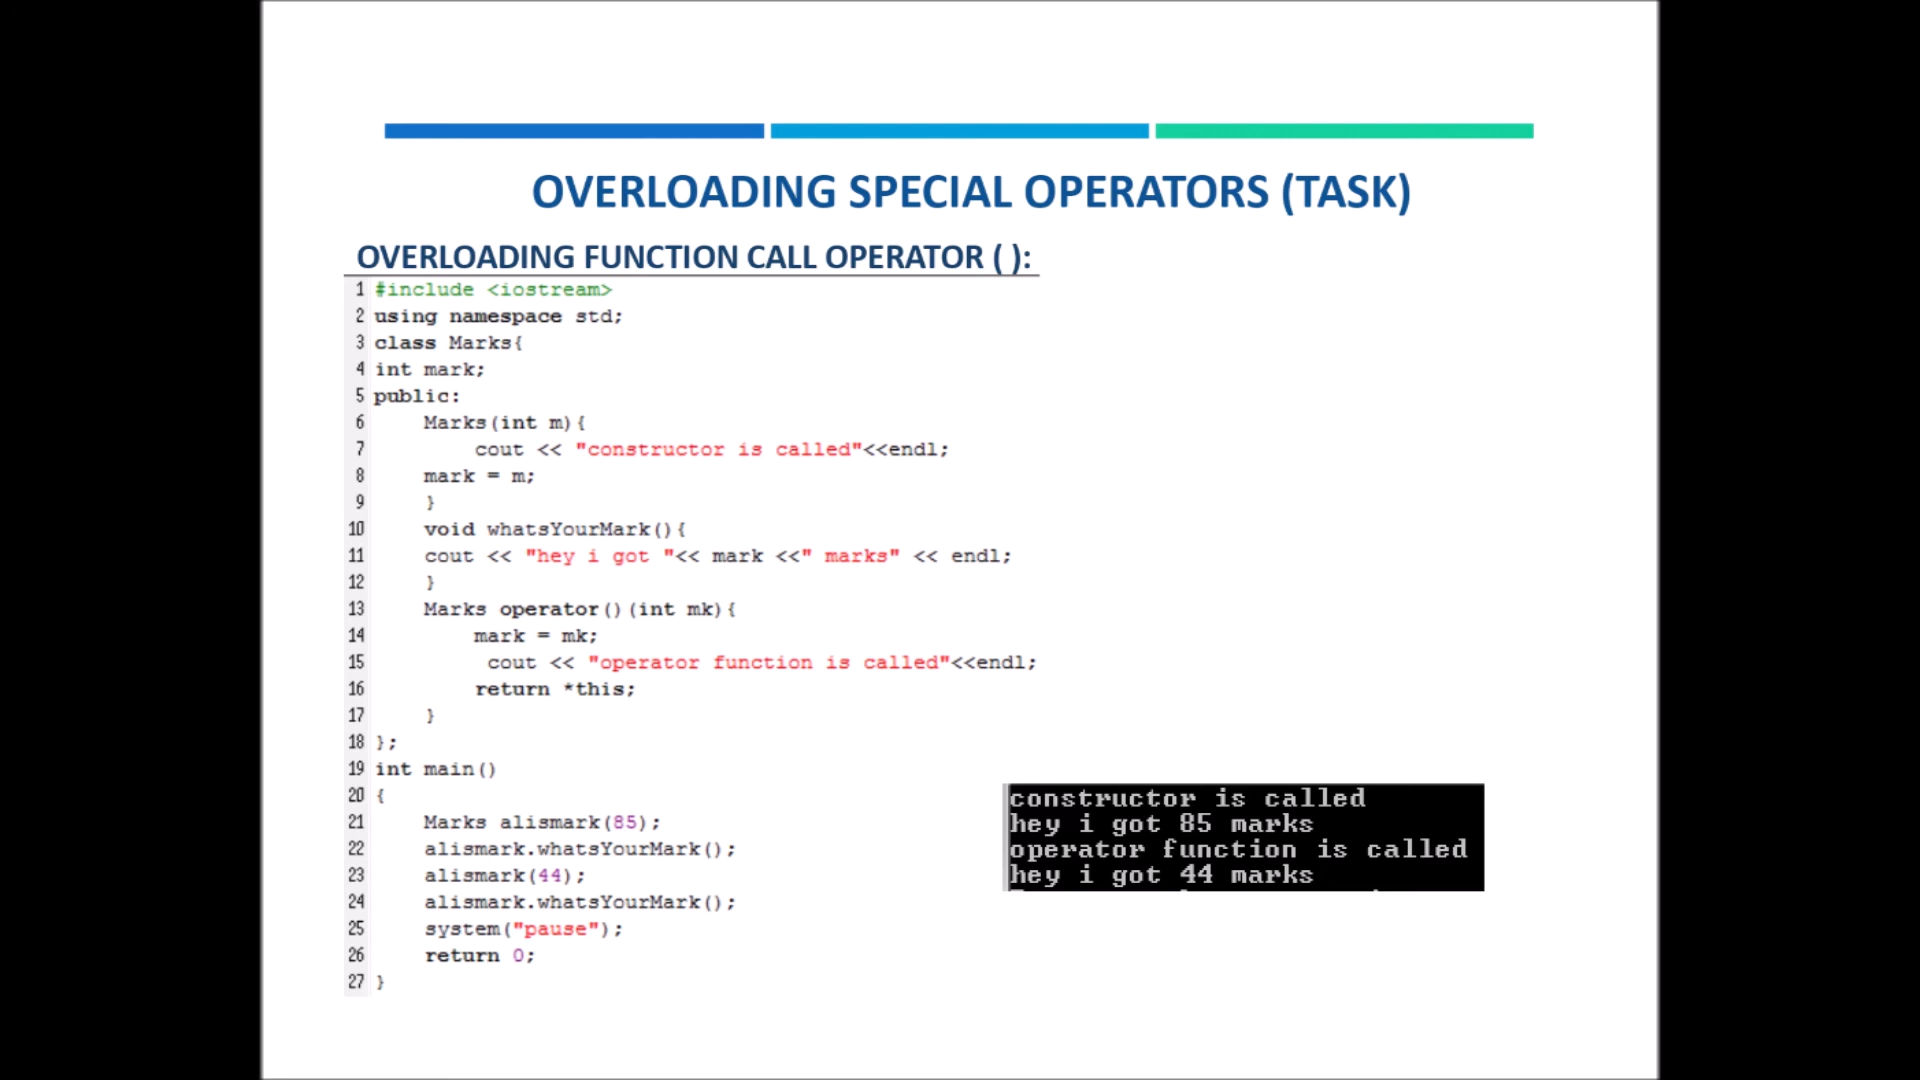 OVERLOADING SPECIAL OPERATORS (TASK)
OVERLOADING FUNCTION CALL OPERATOR ( ):
1 #include <iostream>
2 using namespace std;
3 class Marks{
4 int mark;
5 public:
6 Marks(int m){
7 cout << "constructor is called"<<endl;
8 mark = m;
9 }
10 void whatsYourMark(){
11 cout << "hey i got "<< mark <<" marks" << endl;
12 }
13 Marks operator()(int mk){
14 mark = mk;
15 cout << "operator function is called"<<endl;
16 return *this;
17 }
18 };
19 int main()
20 {
21 Marks alismark(85);
22 alismark.whatsYourMark();
23 alismark(44);
24 alismark.whatsYourMark();
25 system("pause");
26 return 0;
27 }
constructor is called
hey i got 85 marks
operator function is called
hey i got 44 marks